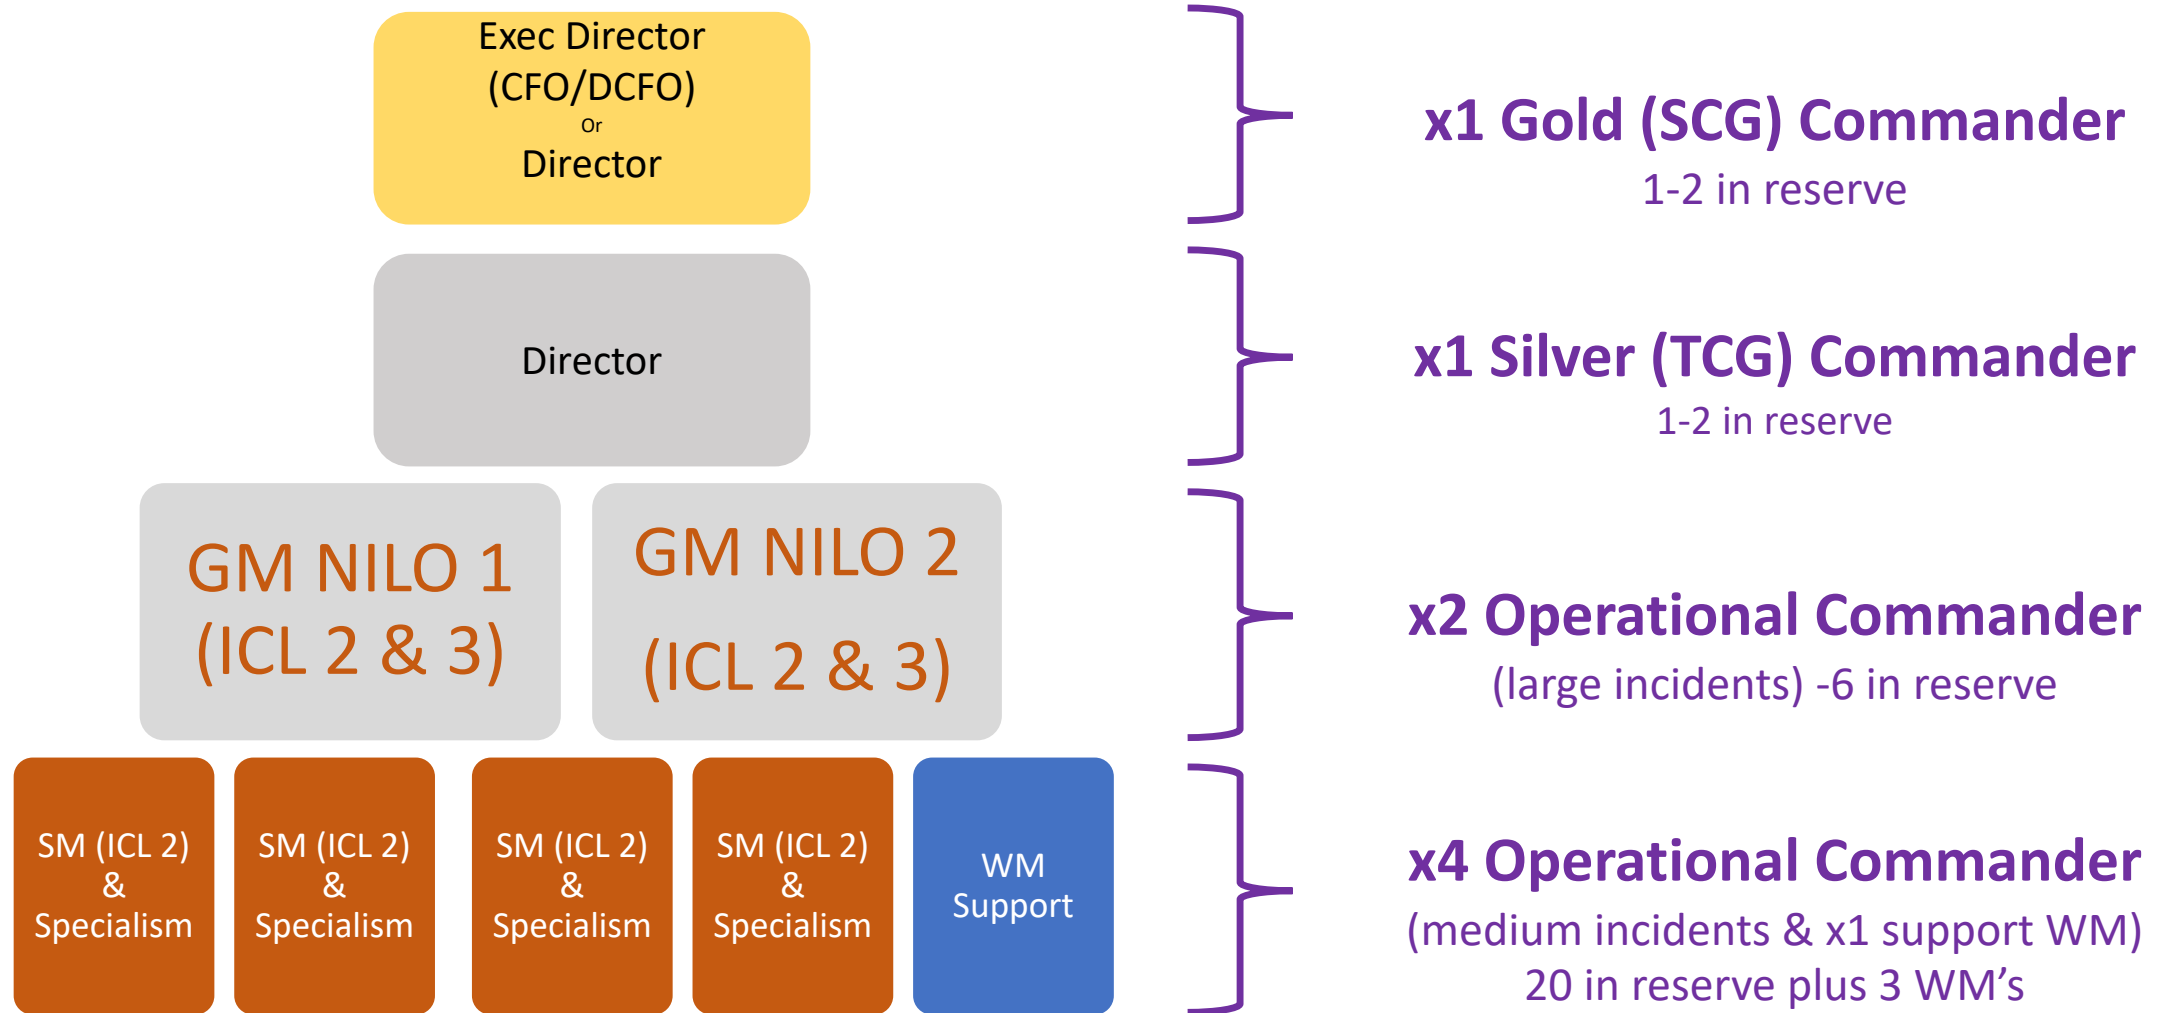 Exec Director
(CFO/DCFO)
Or
Director
x1 Gold (SCG) Commander
1-2 in reserve
Director
x1 Silver (TCG) Commander
1-2 in reserve
GM NILO 1
(ICL 2 & 3)
GM NILO 2
(ICL 2 & 3)
x2 Operational Commander
(large incidents) -6 in reserve
SM (ICL 2)
&
Specialism
SM (ICL 2)
&
Specialism
SM (ICL 2)
&
Specialism
SM (ICL 2)
&
Specialism
WM
Support
x4 Operational Commander
(medium incidents & x1 support WM)
20 in reserve plus 3 WM’s